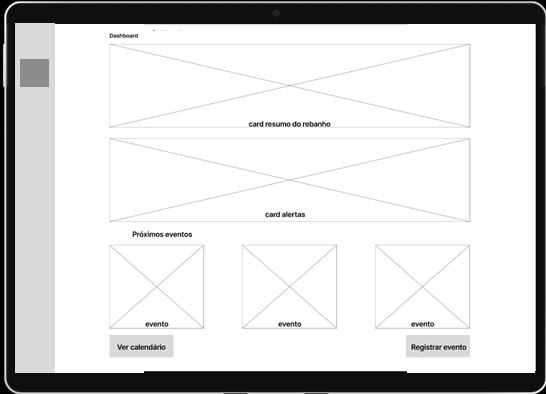 Dashboard
card resumo do rebanho
card alertas
Próximos eventos
evento
evento
evento
Ver calendário
Registrar evento